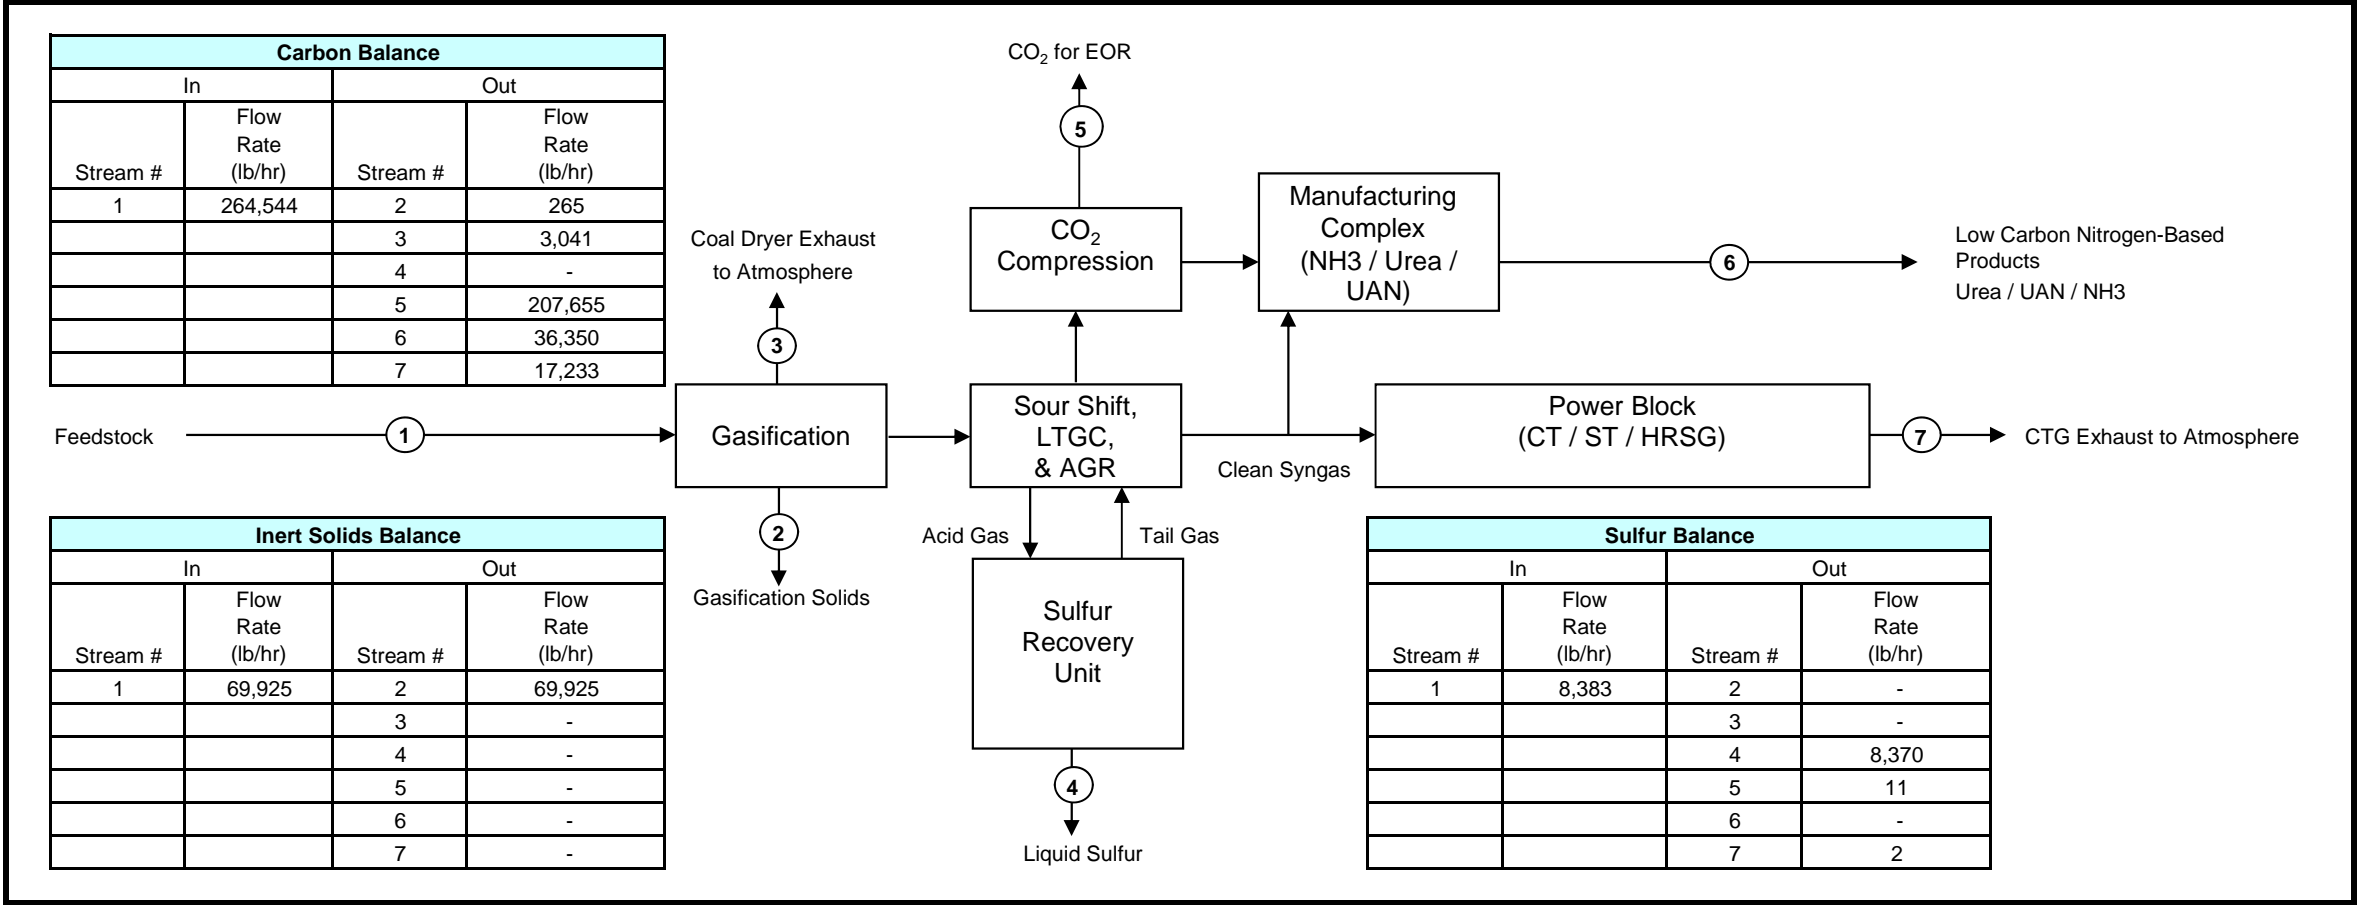 Carbon Balance
In Out
Flow Flow
Rate Rate
Stream # (lb/hr) Stream # (lb/hr)
1 264,544 2 265
3 3,041
4 -
5 207,655
6 36,350
7 17,233
CO2 for EOR
5
CO2
Compression
Manufacturing
Complex
(NH3 / Urea /
UAN)
6
Low Carbon Nitrogen-Based
Products
Urea / UAN / NH3
Coal Dryer Exhaust
to Atmosphere
3
Feedstock
1
Gasification
Sour Shift,
LTGC,
& AGR
Clean Syngas
Power Block
(CT / ST / HRSG)
7
CTG Exhaust to Atmosphere
2
Gasification Solids
Acid Gas
Tail Gas
Sulfur
Recovery
Unit
4
Liquid Sulfur
Inert Solids Balance
In Out
Flow Flow
Rate Rate
Stream # (lb/hr) Stream # (lb/hr)
1 69,925 2 69,925
3 -
4 -
5 -
6 -
7 -
Sulfur Balance
In Out
Flow Flow
Rate Rate
Stream # (lb/hr) Stream # (lb/hr)
1 8,383 2 -
3 -
4 8,370
5 11
6 -
7 2